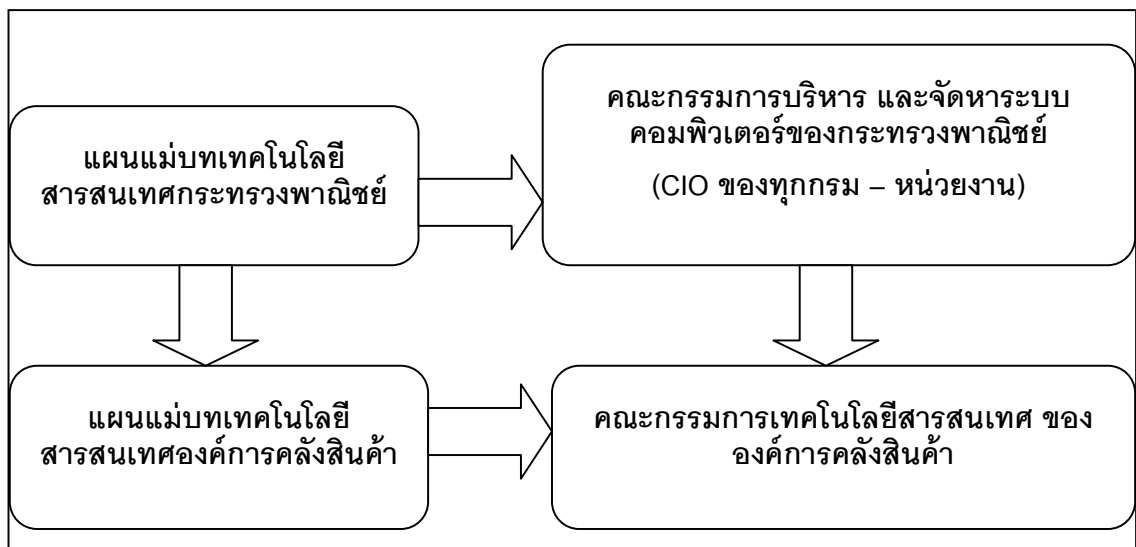 แผนแม่บทเทคโนโลยี
สารสนเทศกระทรวงพาณิชย์
คณะกรรมการบริหาร และจัดหาระบบ
คอมพิวเตอร์ของกระทรวงพาณิชย์
(CIO ของทุกกรม – หน่วยงาน)
แผนแม่บทเทคโนโลยี
สารสนเทศองค์การคลังสินค้า
คณะกรรมการเทคโนโลยีสารสนเทศ ของ
องค์การคลังสินค้า